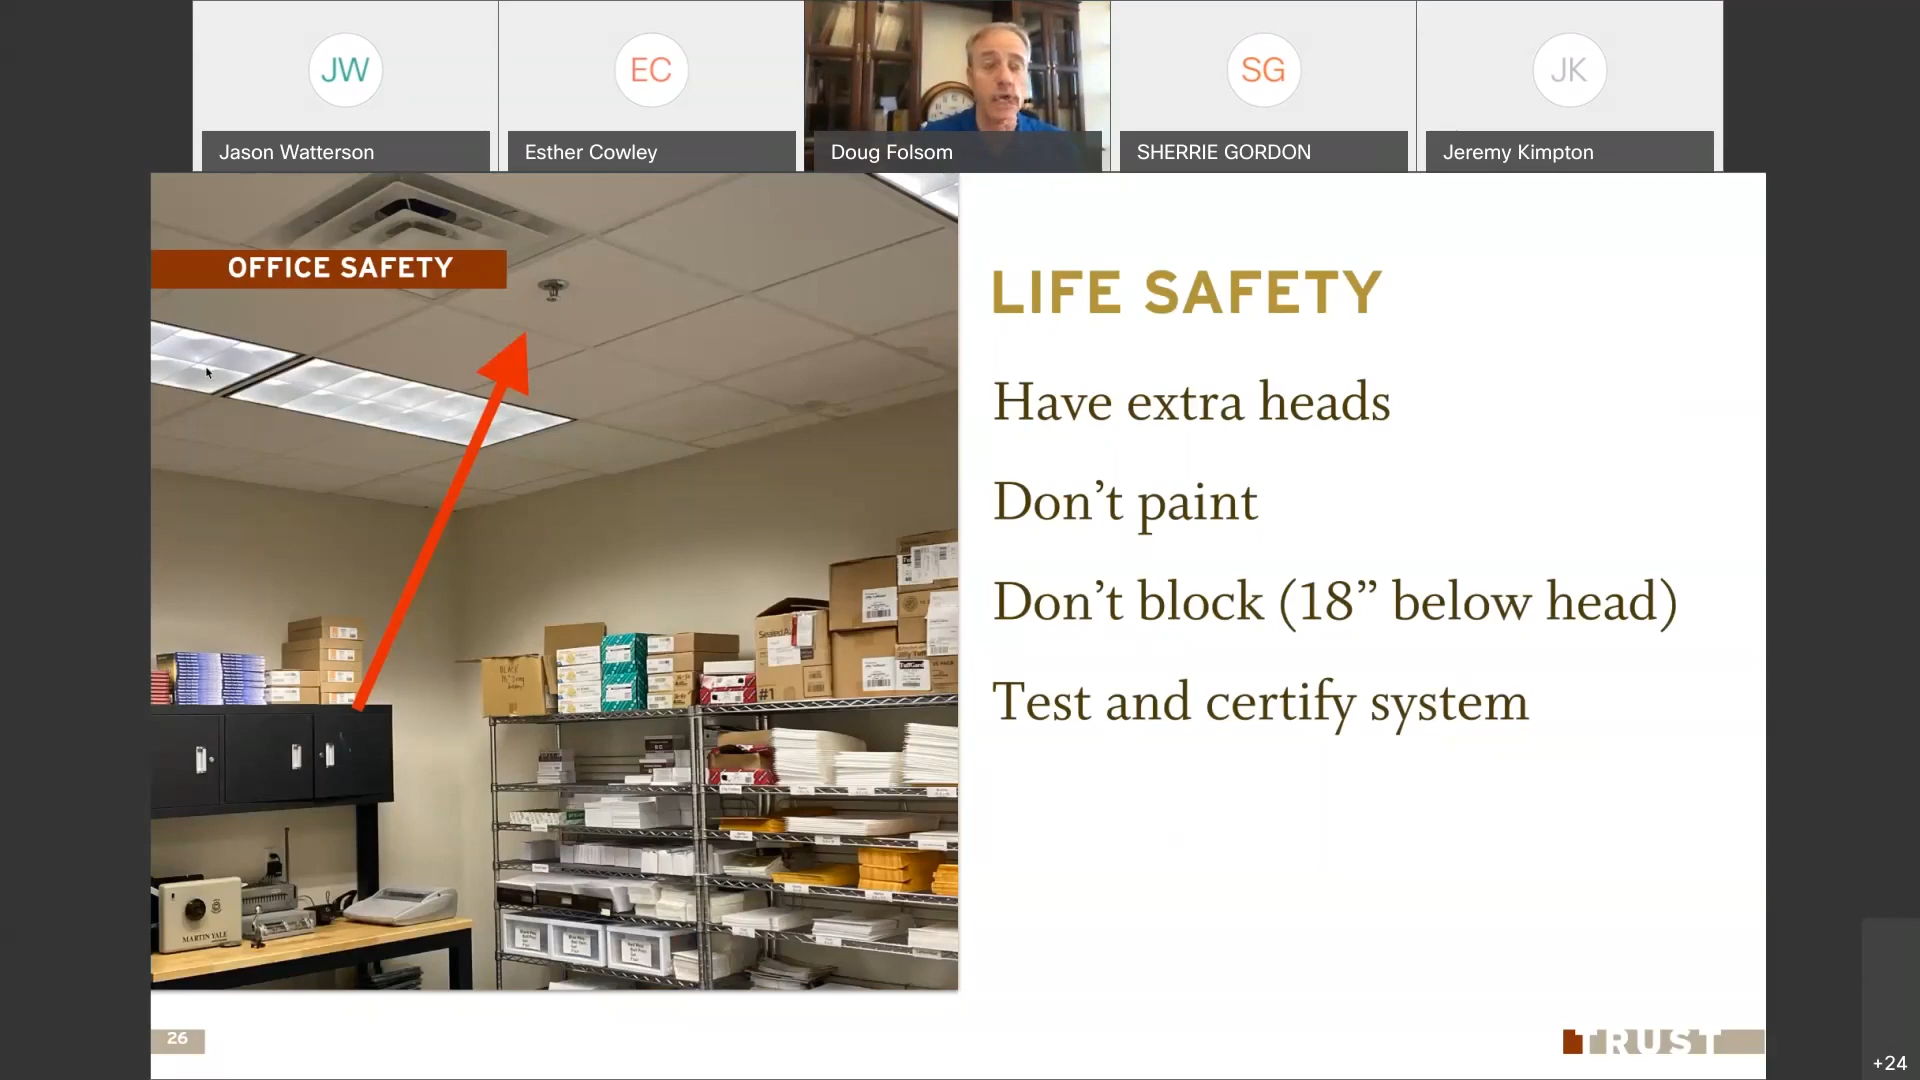 JW
EC
SG
JK
Jason Watterson
Esther Cowley
Doug Folsom
SHERRIE GORDON
Jeremy Kimpton
OFFICE SAFETY
LIFE SAFETY
Have extra heads
Don’t paint
Don’t block (18” below head)
Test and certify system
#1
MARTIN YALE
26
TRUST
+24